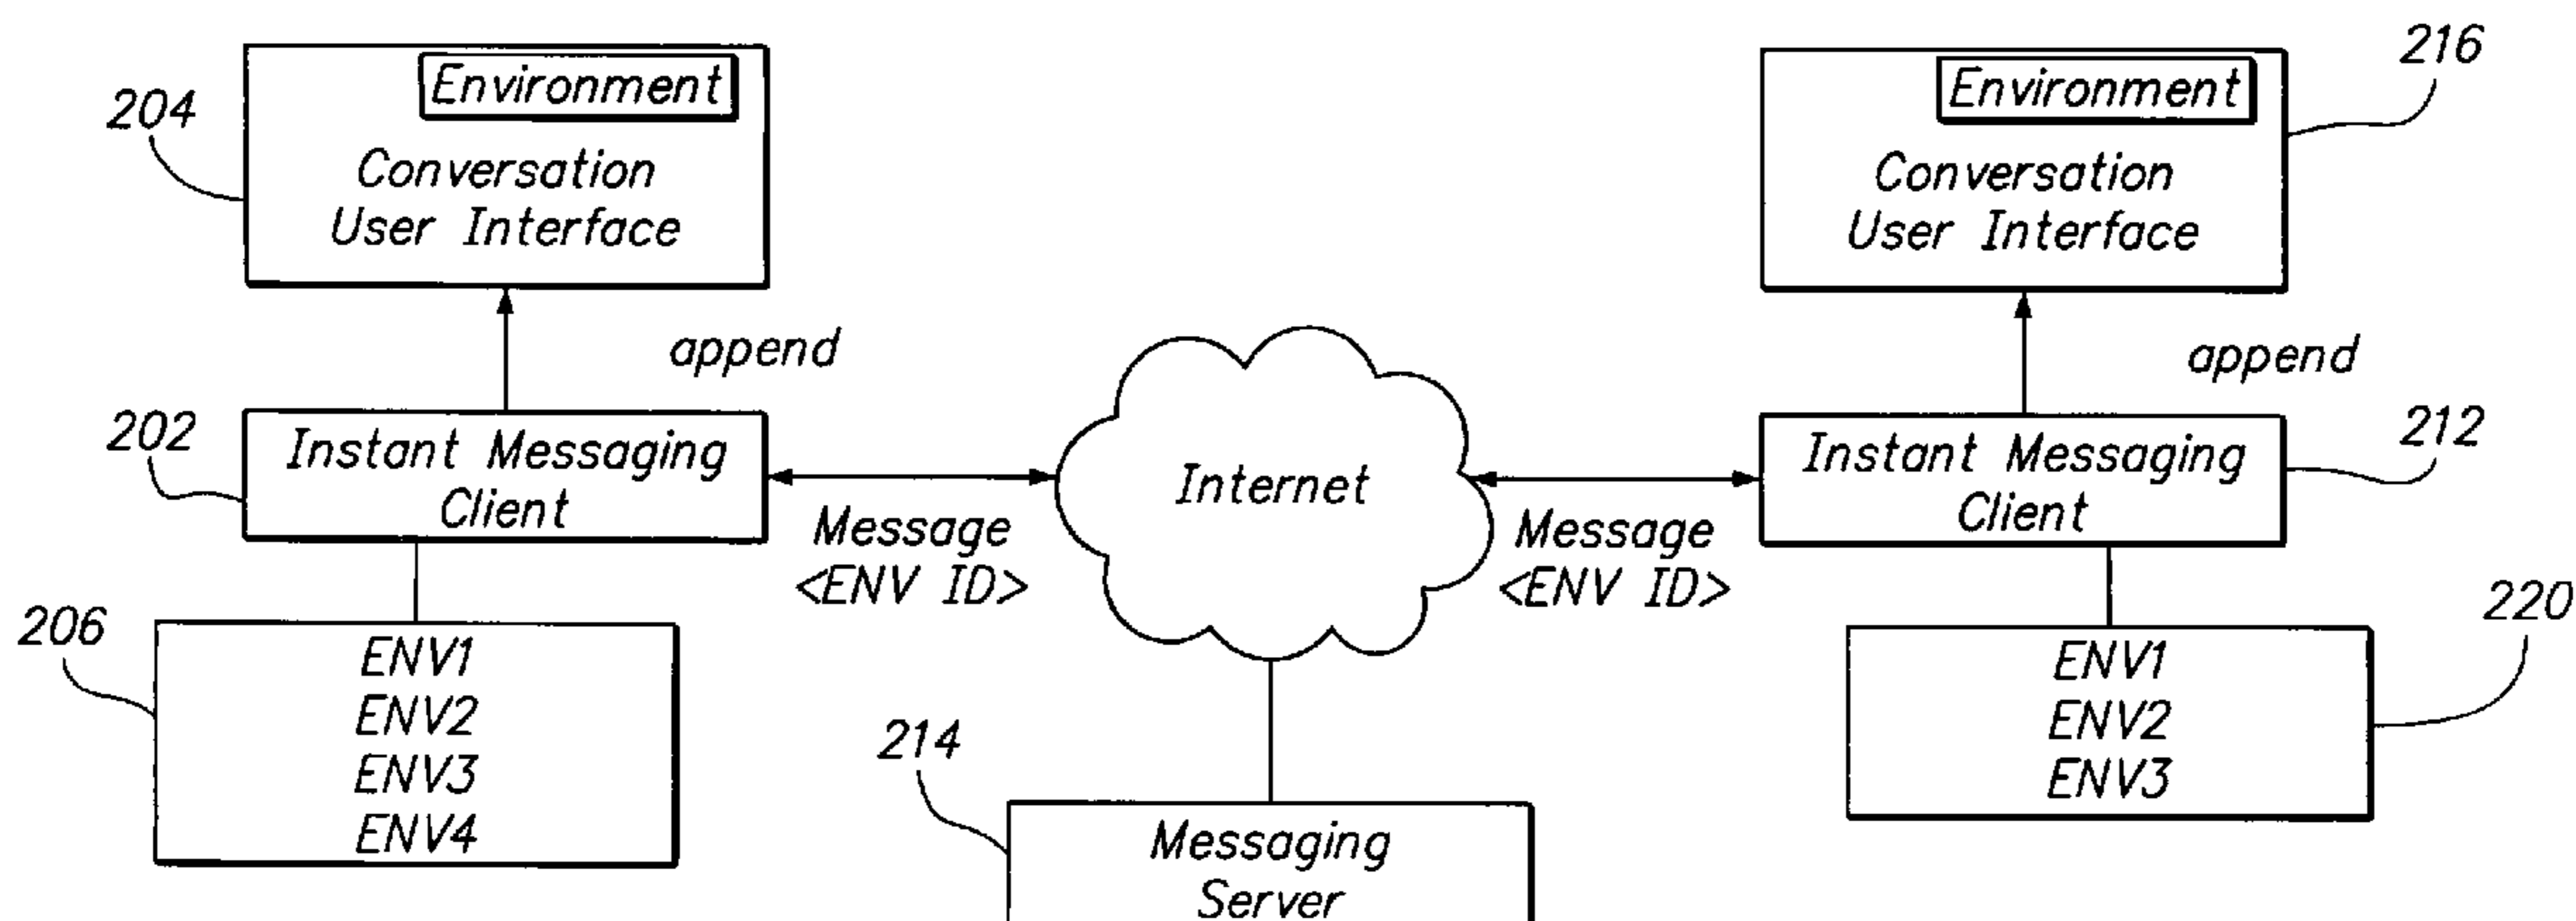 204
Environment
Conversation
User Interface
append
202
Instant Messaging
Client
Message
<ENV ID>
206
ENV1
ENV2
ENV3
ENV4
Internet
214
Messaging
Server
216
Environment
Conversation
User Interface
append
212
Instant Messaging
Client
Message
<ENV ID>
220
ENV1
ENV2
ENV3